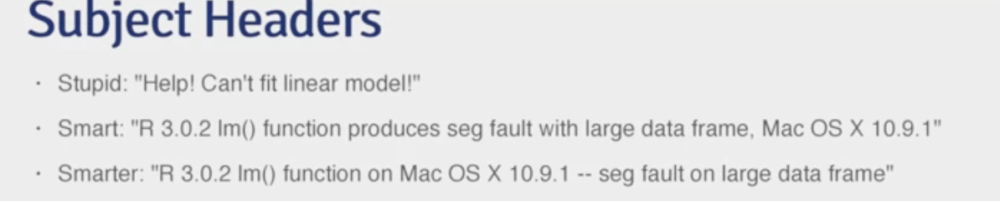 Subject Headers
· Stupid: "Help! Can't fit linear model!"
· Smart: "R 3.0.2 lm() function produces seg fault with large data frame, Mac OS X 10.9.1"
· Smarter: "R 3.0.2 lm() function on Mac OS X 10.9.1 -- seg fault on large data frame"